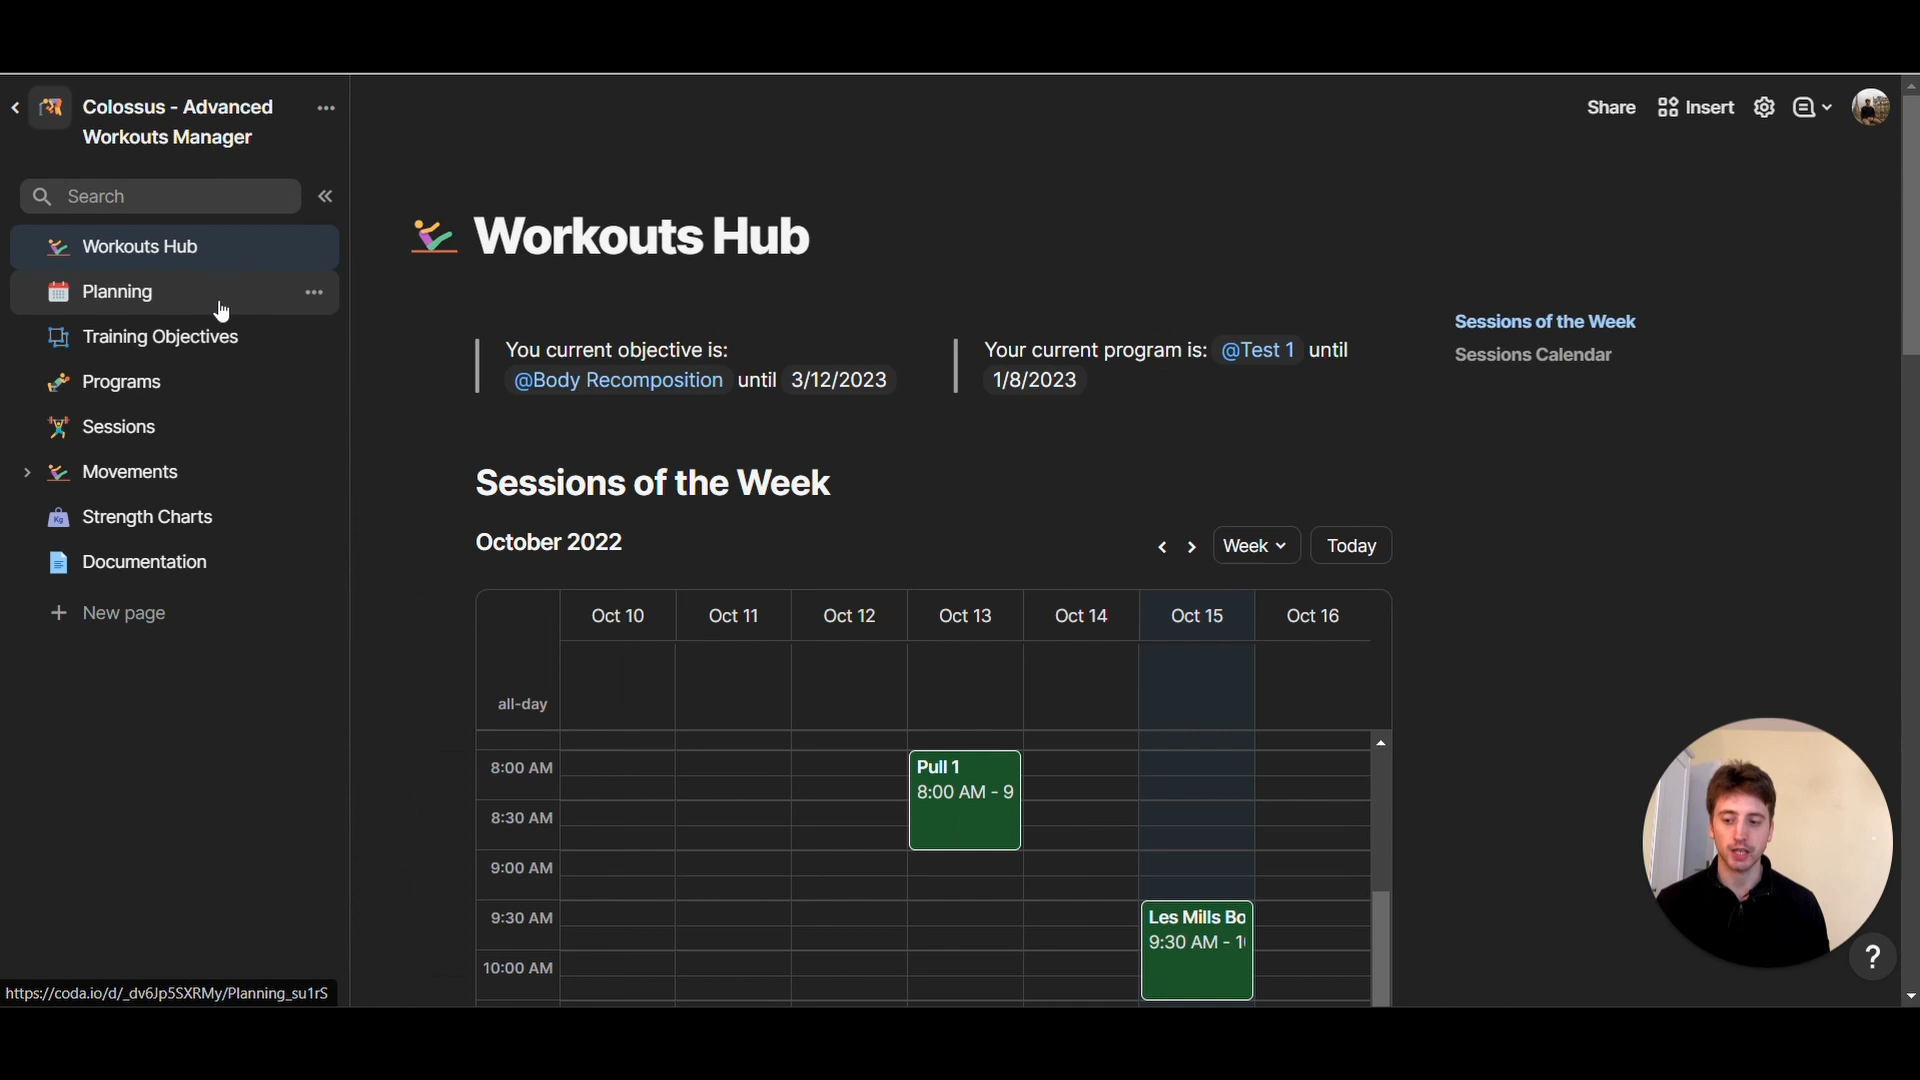 Colossus - Advanced
Workouts Manager
Share
Insert
Search
Workouts Hub
Planning
Training Objectives
Programs
Sessions
Movements
Kg
Strength Charts
Documentation
New page
Workouts Hub
You current objective is:
@Body Recomposition until 3/12/2023
Your current program is: @Test 1 until
1/8/2023
Sessions of the Week
Sessions Calendar
Sessions of the Week
October 2022
Week
Today
Oct 10
Oct 11
Oct 12
Oct 13
Oct 14
Oct 15
Oct 16
all-day
8:00 AM
8:30 AM
9:00 AM
9:30 AM
10:00 AM
Pull 1
8:00 AM - 9
Les Mills Bo
9:30 AM - 1
?
https://coda.io/d/_dv6Jp5SXRMy/Planning_su1rS